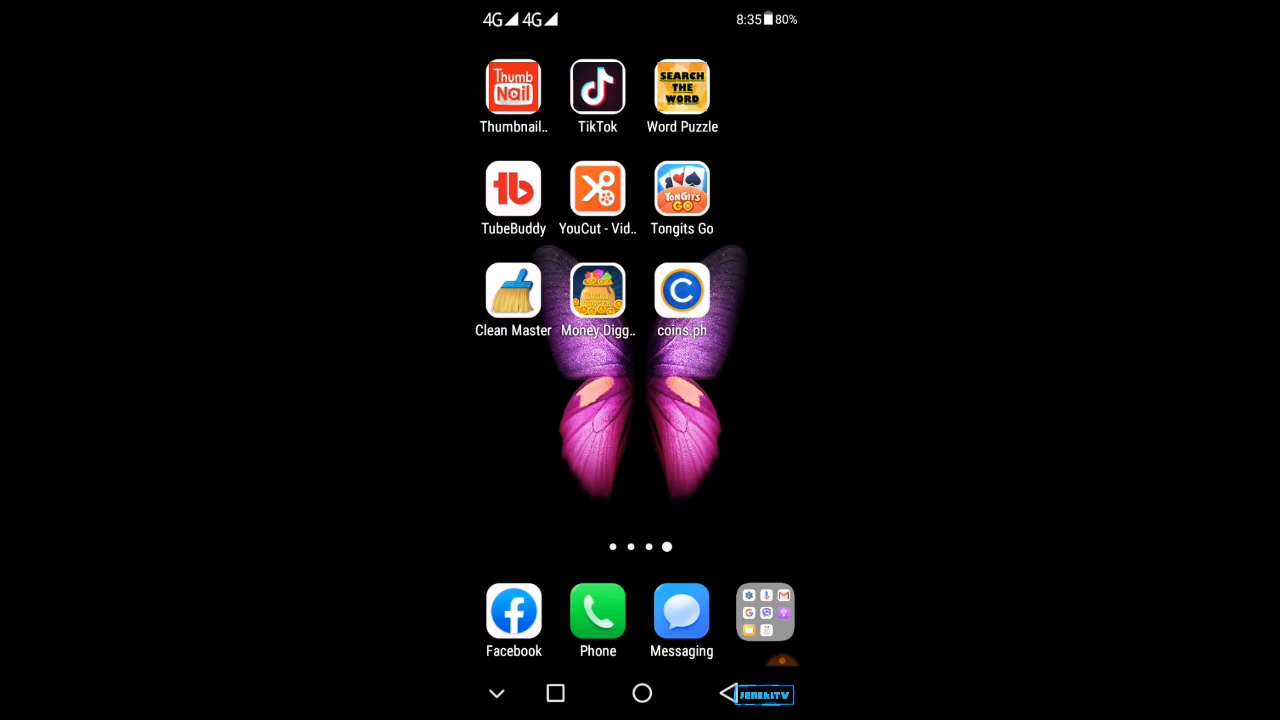 4G 4G 8:35 80%
Thumb
Nail
SEARCH
THE
WORD
Thumbnail.. TikTok Word Puzzle
tb
TONGITS
GO
TubeBuddy YouCut - Vid.. Tongits Go
C
Clean Master Money Digg.. coins.ph
Facebook Phone Messaging